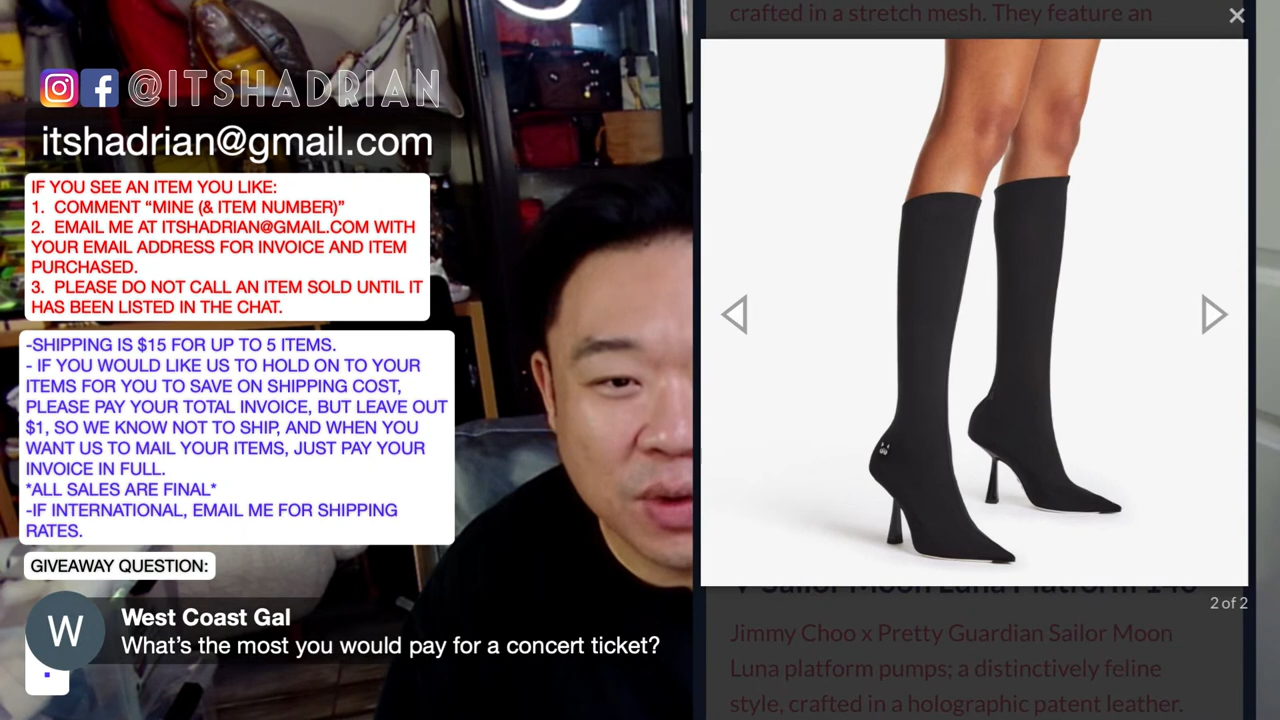 @ITSHADRIAN
itshadrian@gmail.com
IF YOU SEE AN ITEM YOU LIKE:
1. COMMENT “MINE (& ITEM NUMBER)”
2. EMAIL ME AT ITSHADRIAN@GMAIL.COM WITH
YOUR EMAIL ADDRESS FOR INVOICE AND ITEM
PURCHASED.
3. PLEASE DO NOT CALL AN ITEM SOLD UNTIL IT
HAS BEEN LISTED IN THE CHAT.
-SHIPPING IS $15 FOR UP TO 5 ITEMS.
- IF YOU WOULD LIKE US TO HOLD ON TO YOUR
ITEMS FOR YOU TO SAVE ON SHIPPING COST,
PLEASE PAY YOUR TOTAL INVOICE, BUT LEAVE OUT
$1, SO WE KNOW NOT TO SHIP, AND WHEN YOU
WANT US TO MAIL YOUR ITEMS, JUST PAY YOUR
INVOICE IN FULL.
*ALL SALES ARE FINAL*
-IF INTERNATIONAL, EMAIL ME FOR SHIPPING
RATES.
GIVEAWAY QUESTION:
W
West Coast Gal
What’s the most you would pay for a concert ticket?
crafted in a stretch mesh. They feature an
2 of 2
Sailor Moon Luna Platform 140
Jimmy Choo x Pretty Guardian Sailor Moon
Luna platform pumps; a distinctively feline
style, crafted in a holographic patent leather.